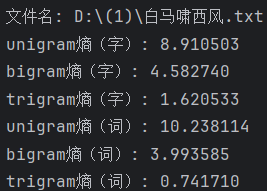 文件名: D:\(1)\白马啸西风.txt
unigram熵（字）: 8.910503
bigram熵（字）: 4.582740
trigram熵（字）: 1.620533
unigram熵（词）: 10.238114
bigram熵（词）: 3.993585
trigram熵（词）: 0.741710